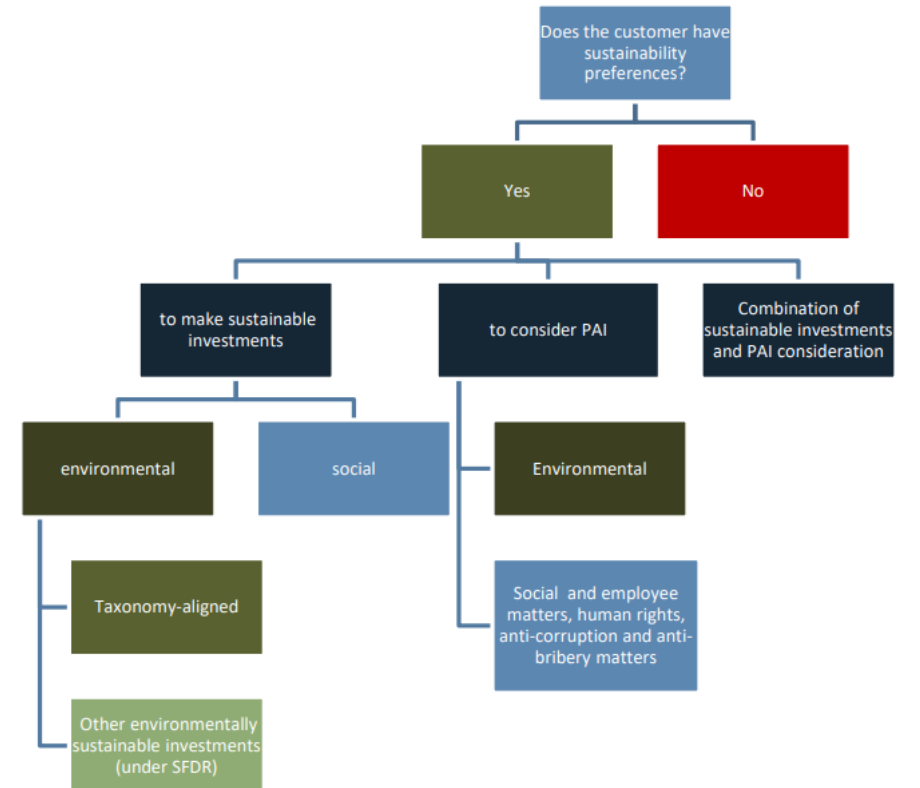 Does the customer have
sustainability
preferences?
Yes
No
to make sustainable
investments
to consider PAI
Combination of
sustainable investments
and PAI consideration
environmental
social
Environmental
Taxonomy-aligned
Social and employee
matters, human rights,
anti-corruption and anti-
bribery matters
Other environmentally
sustainable investments
(under SFDR)